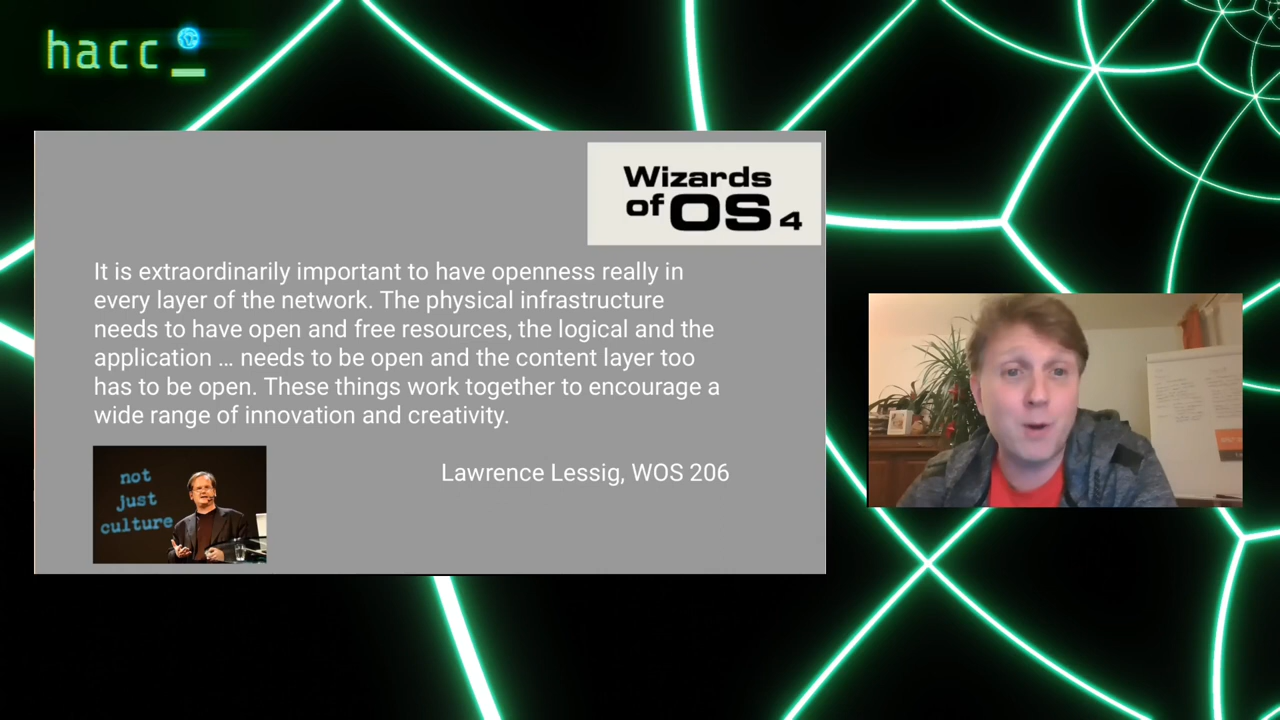 hacc
Wizards
of OS 4
It is extraordinarily important to have openness really in
every layer of the network. The physical infrastructure
needs to have open and free resources, the logical and the
application ... needs to be open and the content layer too
has to be open. These things work together to encourage a
wide range of innovation and creativity.
not
just
culture
Lawrence Lessig, WOS 206